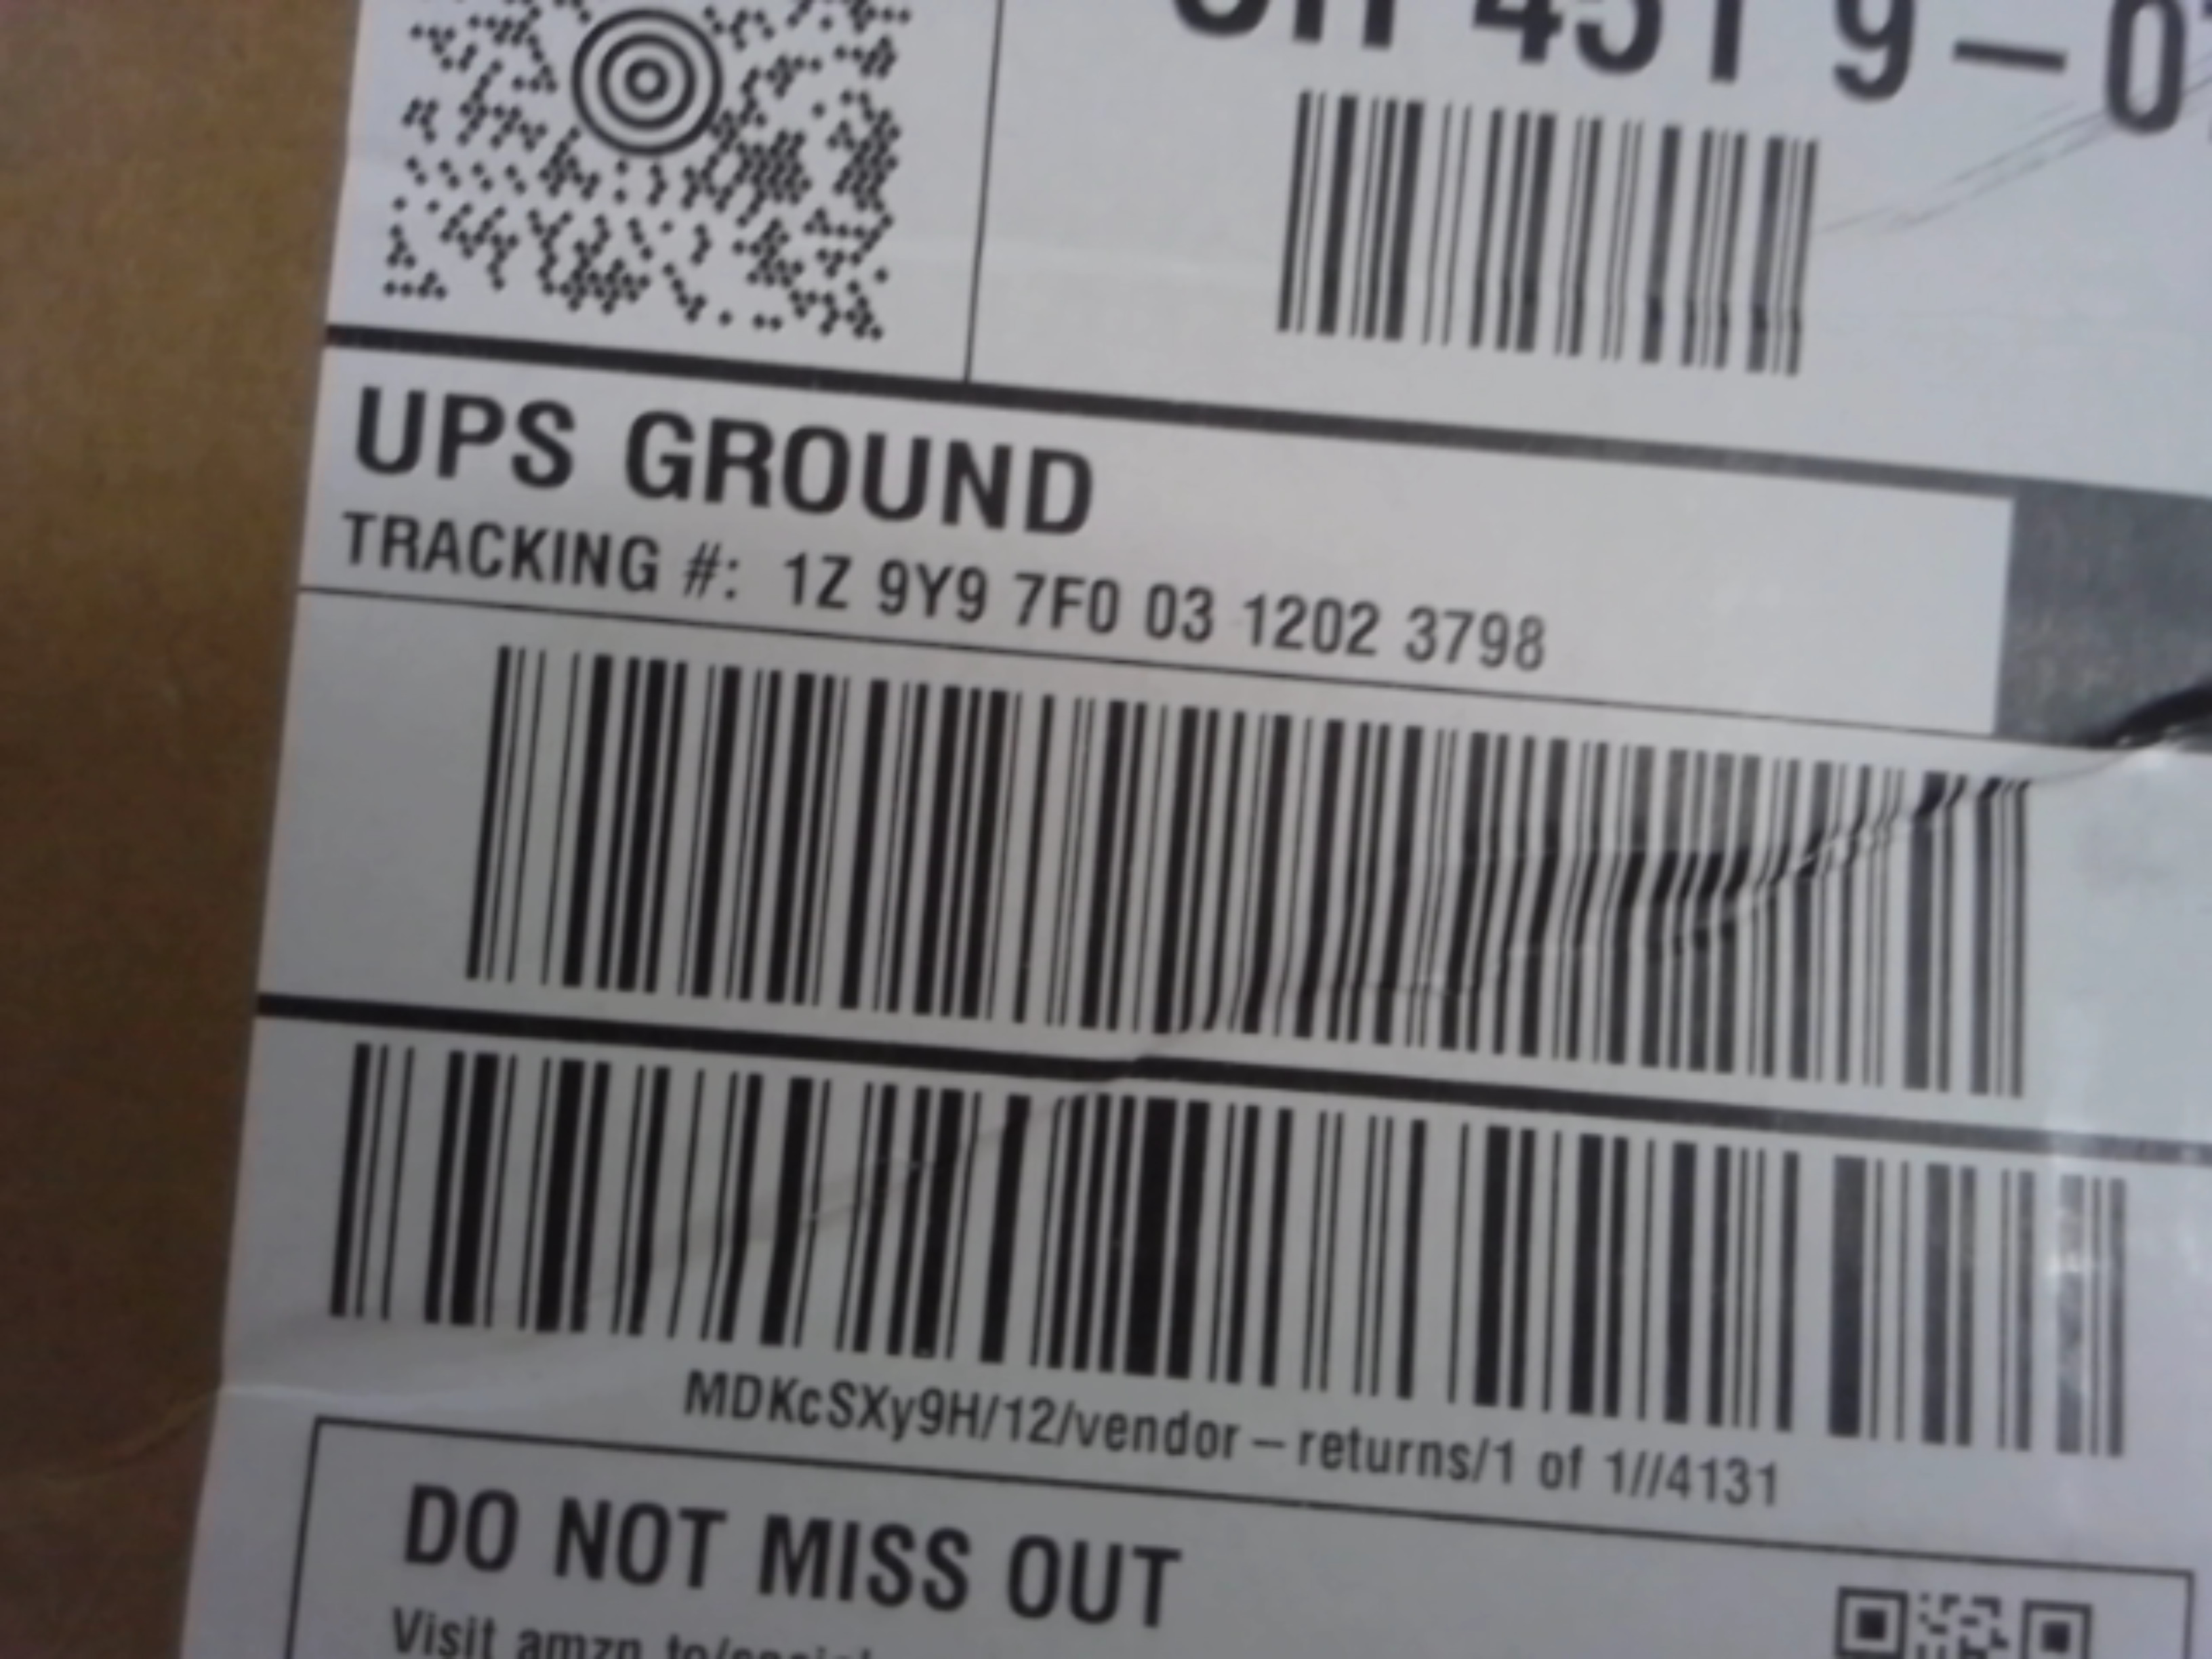 UPS GROUND
TRACKING #: 1Z 9Y9 7F0 03 1202 3798
MDKcSXy9H/12/vendor-returns/1 of 1//4131
DO NOT MISS OUT
Visit